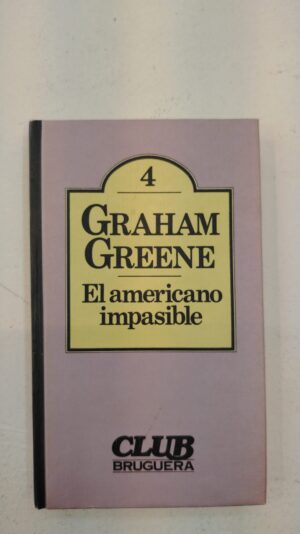 4
GRAHAM
GREENE
El americano
impasible
CLUB
BRUGUERA